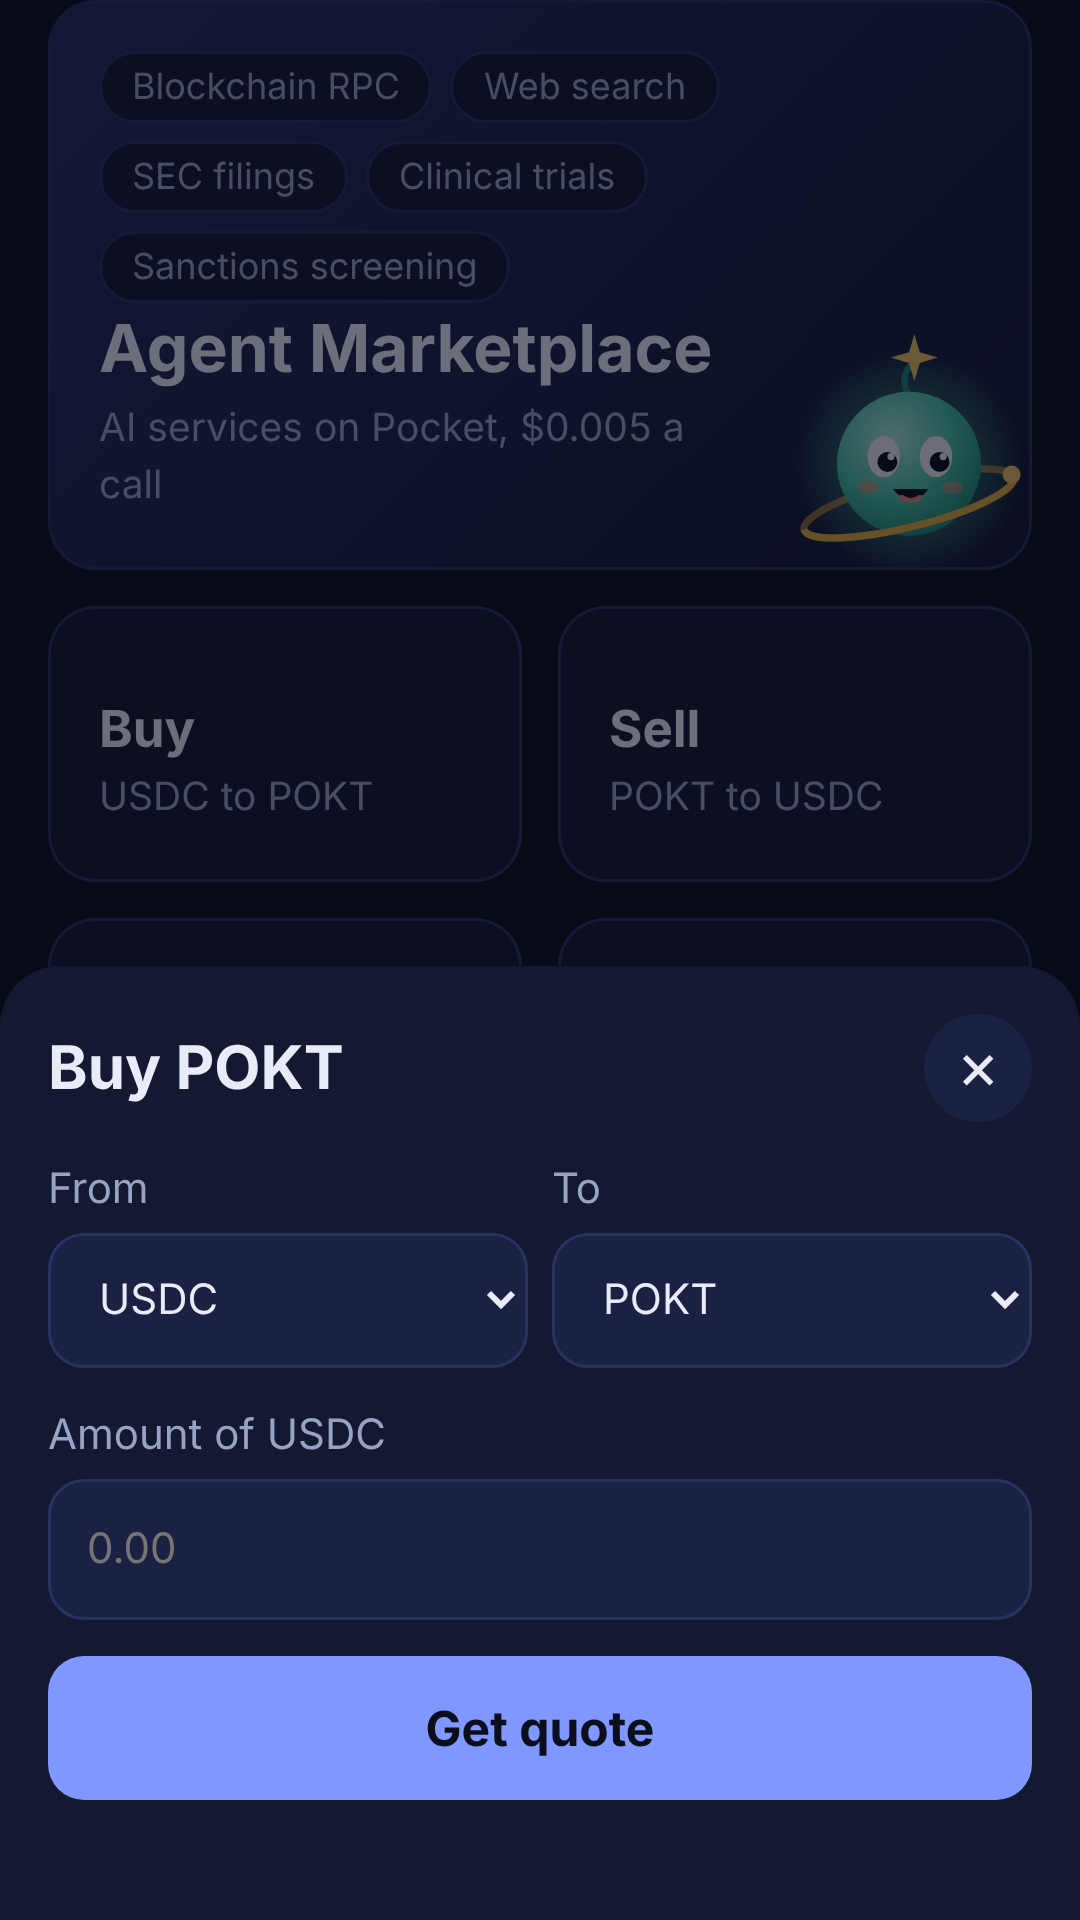 Blockchain RPC
Web search
SEC filings
Clinical trials
Sanctions screening
Agent Marketplace
AI services on Pocket, $0.005 a
call
Buy
USDC to POKT
Sell
POKT to USDC
Buy POKT
From
To
USDC
POKT
Amount of USDC
0.00
Get quote